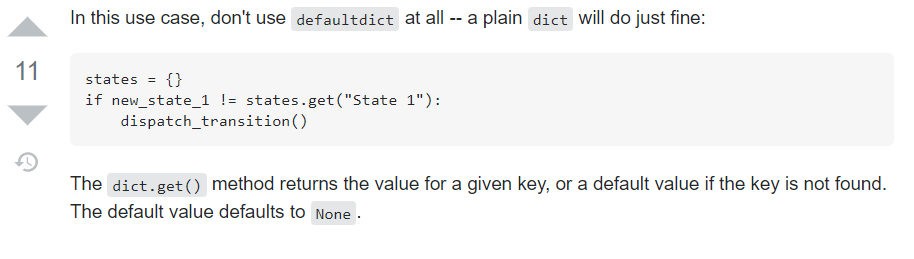 In this use case, don't use defaultdict at all -- a plain dict will do just fine:
11
states = {}
if new_state_1 != states.get("State 1"):
    dispatch_transition()
The dict.get() method returns the value for a given key, or a default value if the key is not found.
The default value defaults to None.